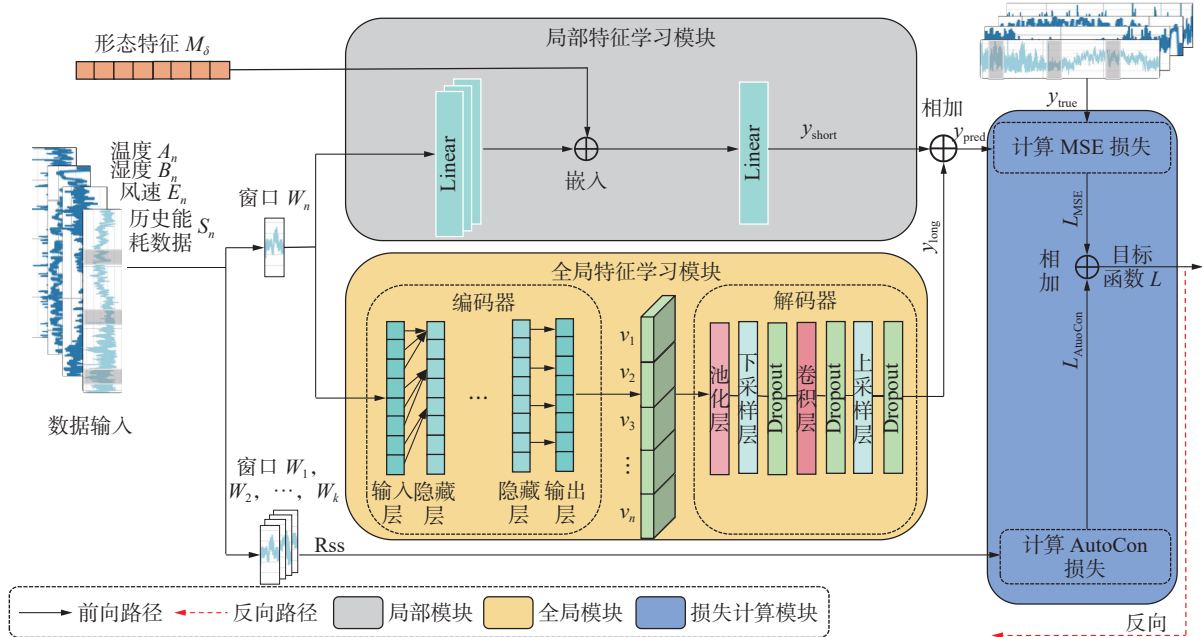 形态特征 Mδ
局部特征学习模块
Linear
嵌入
Linear
yshort
相加
ypred
ytrue
计算 MSE 损失
LMSE
相加
目标
函数 L
LAtuoCon
计算 AutoCon
损失
温度 An
湿度 Bn
风速 En
历史能
耗数据 Sn
数据输入
窗口 Wn
ylong
全局特征学习模块
编码器
…
输入
层
隐藏
层
隐藏
层
输出
层
v1
v2
v3
⋮
vn
解码器
池化层
下采样层
Dropout
卷积层
Dropout
上采样层
Dropout
窗口 W1,
W2, …, Wk
Rss
前向路径
反向路径
局部模块
全局模块
损失计算模块
反向